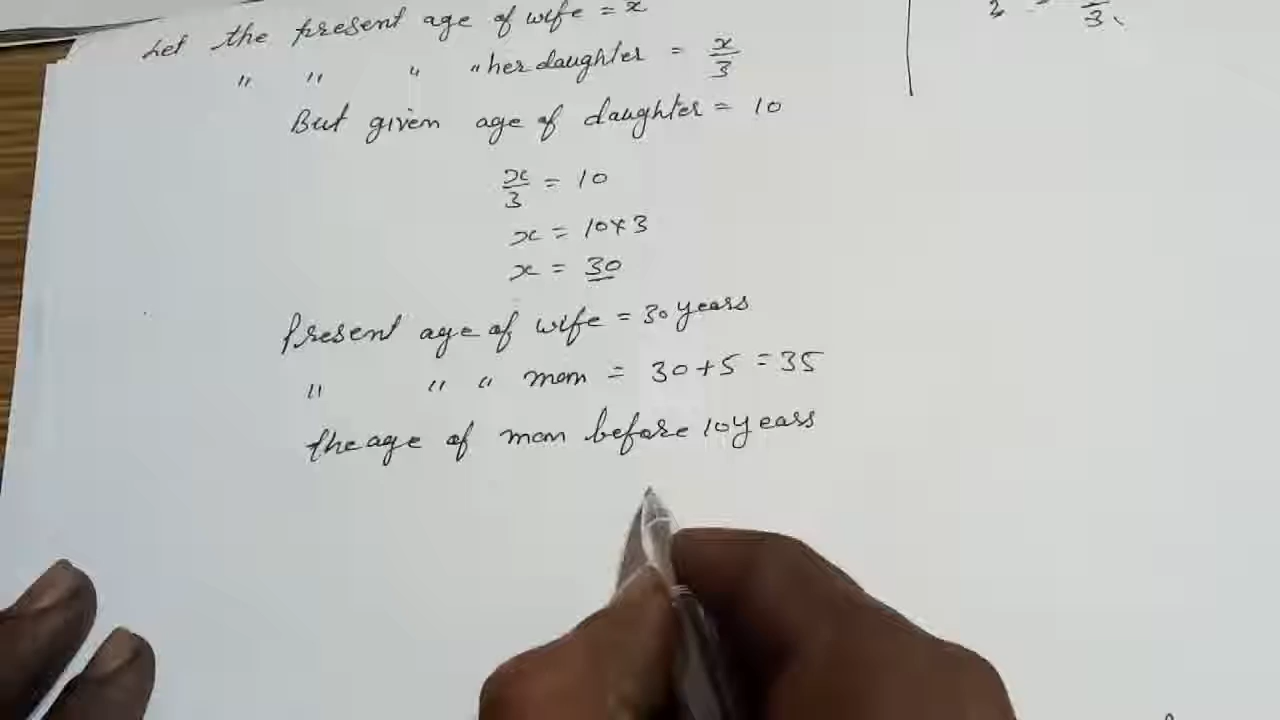 Let the present age of wife = x
" " " " her daughter = x/3
But given age of daughter = 10
x/3 = 10
x = 10×3
x = 30
Present age of wife = 30 years
" " " man = 30+5 = 35
the age of man before 10 years
3.